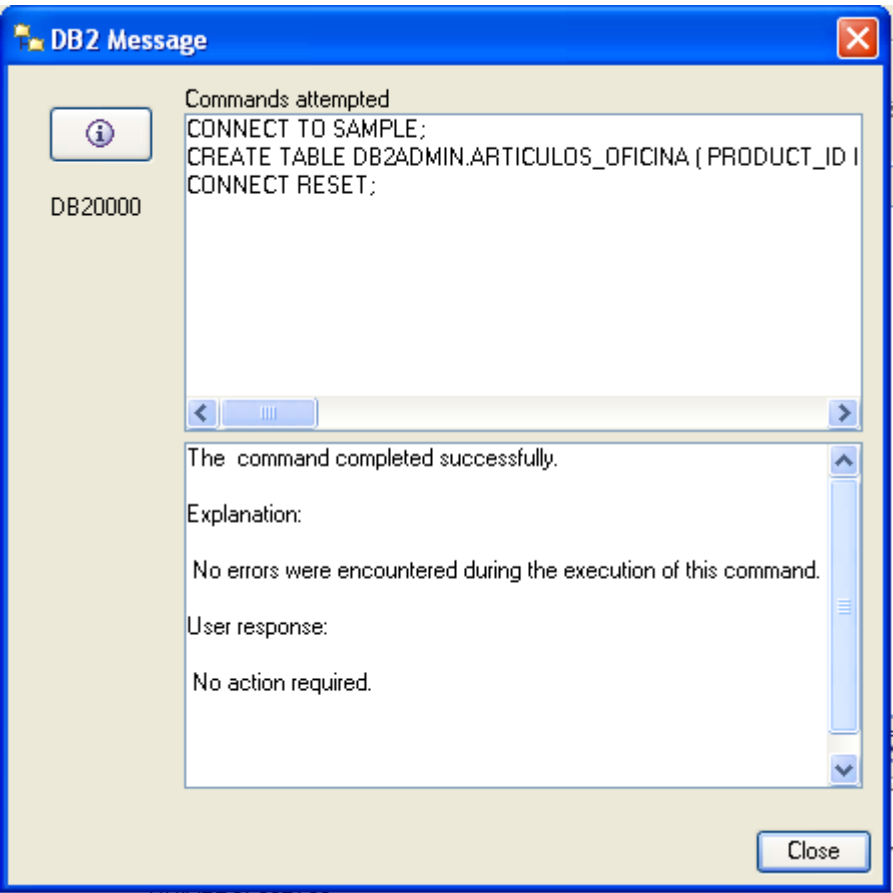 DB2 Message
Commands attempted
CONNECT TO SAMPLE;
CREATE TABLE DB2ADMIN.ARTICULOS_OFICINA ( PRODUCT_ID I
CONNECT RESET;
DB20000
The  command completed successfully.
Explanation:
No errors were encountered during the execution of this command.
User response:
No action required.
Close